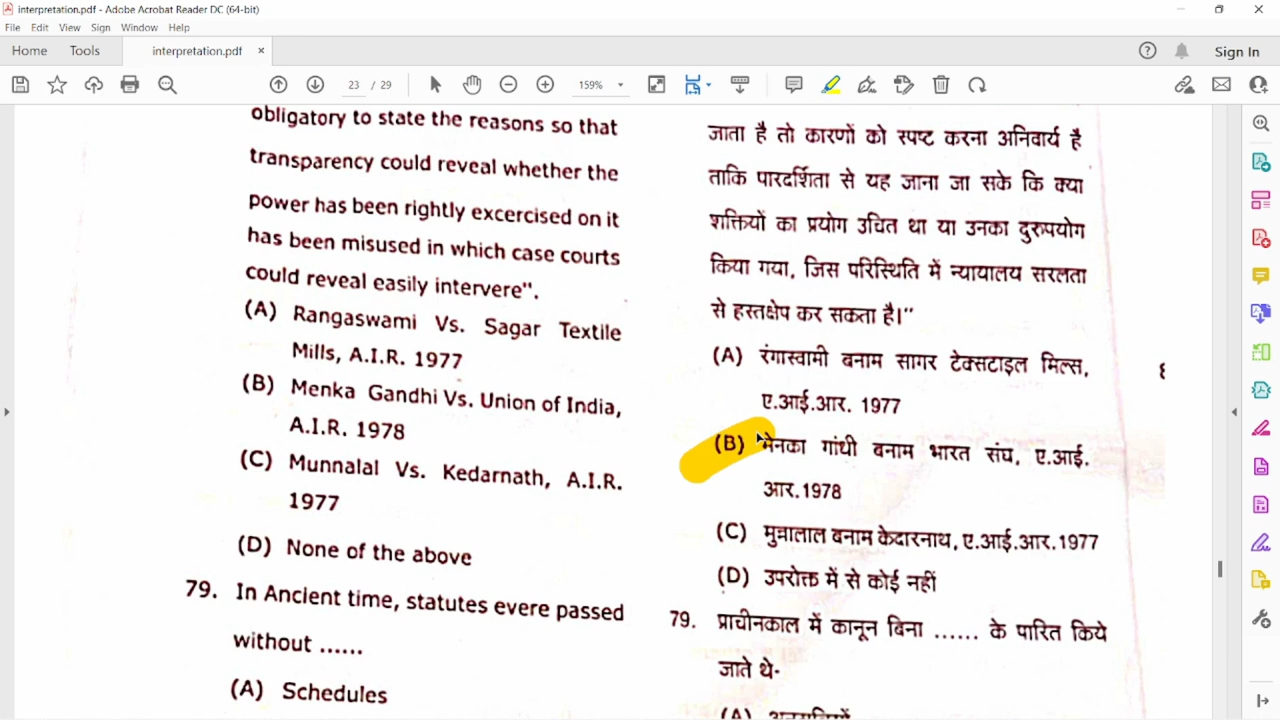 interpretation.pdf - Adobe Acrobat Reader DC (64-bit)
File Edit View Sign Window Help
Home Tools interpretation.pdf × Sign In
23 / 29 159%
obligatory to state the reasons so that
transparency could reveal whether the
power has been rightly excercised on it
has been misused in which case courts
could reveal easily intervere".
(A) Rangaswami Vs. Sagar Textile
Mills, A.I.R. 1977
(B) Menka Gandhi Vs. Union of India,
A.I.R. 1978
(C) Munnalal Vs. Kedarnath, A.I.R.
1977
(D) None of the above
79. In Ancient time, statutes evere passed
without ......
(A) Schedules
जाता है तो कारणों को स्पष्ट करना अनिवार्य है
ताकि पारदर्शिता से यह जाना जा सके कि क्या
शक्तियों का प्रयोग उचित था या उनका दुरुपयोग
किया गया, जिस परिस्थिति में न्यायालय सरलता
से हस्तक्षेप कर सकता है।"
(A) रंगास्वामी बनाम सागर टेक्सटाइल मिल्स,
ए.आई.आर. 1977
(B) मेनका गांधी बनाम भारत संघ, ए.आई.
आर.1978
(C) मुन्नालाल बनाम केदारनाथ, ए.आई.आर.1977
(D) उपरोक्त में से कोई नहीं
79. प्राचीनकाल में कानून बिना ...... के पारित किये
जाते थे-
(A)